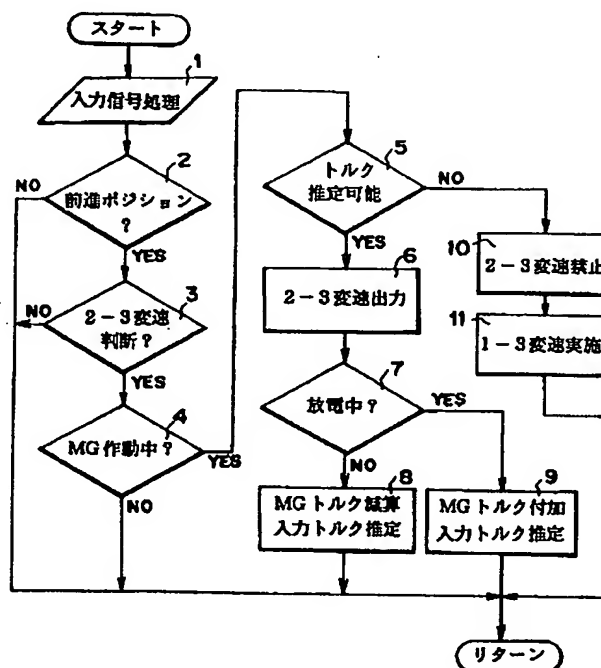 スタート
1
入力信号処理
2
NO
前進ポジション
?
YES
3
NO
2-3変速
判断?
YES
4
MG作動中?
YES
NO
5
トルク
推定可能
NO
YES
6
2-3変速出力
10
2-3変速禁止
11
1-3変速実施
7
放電中?
YES
NO
8
MGトルク減算
入力トルク推定
9
MGトルク付加
入力トルク推定
リターン